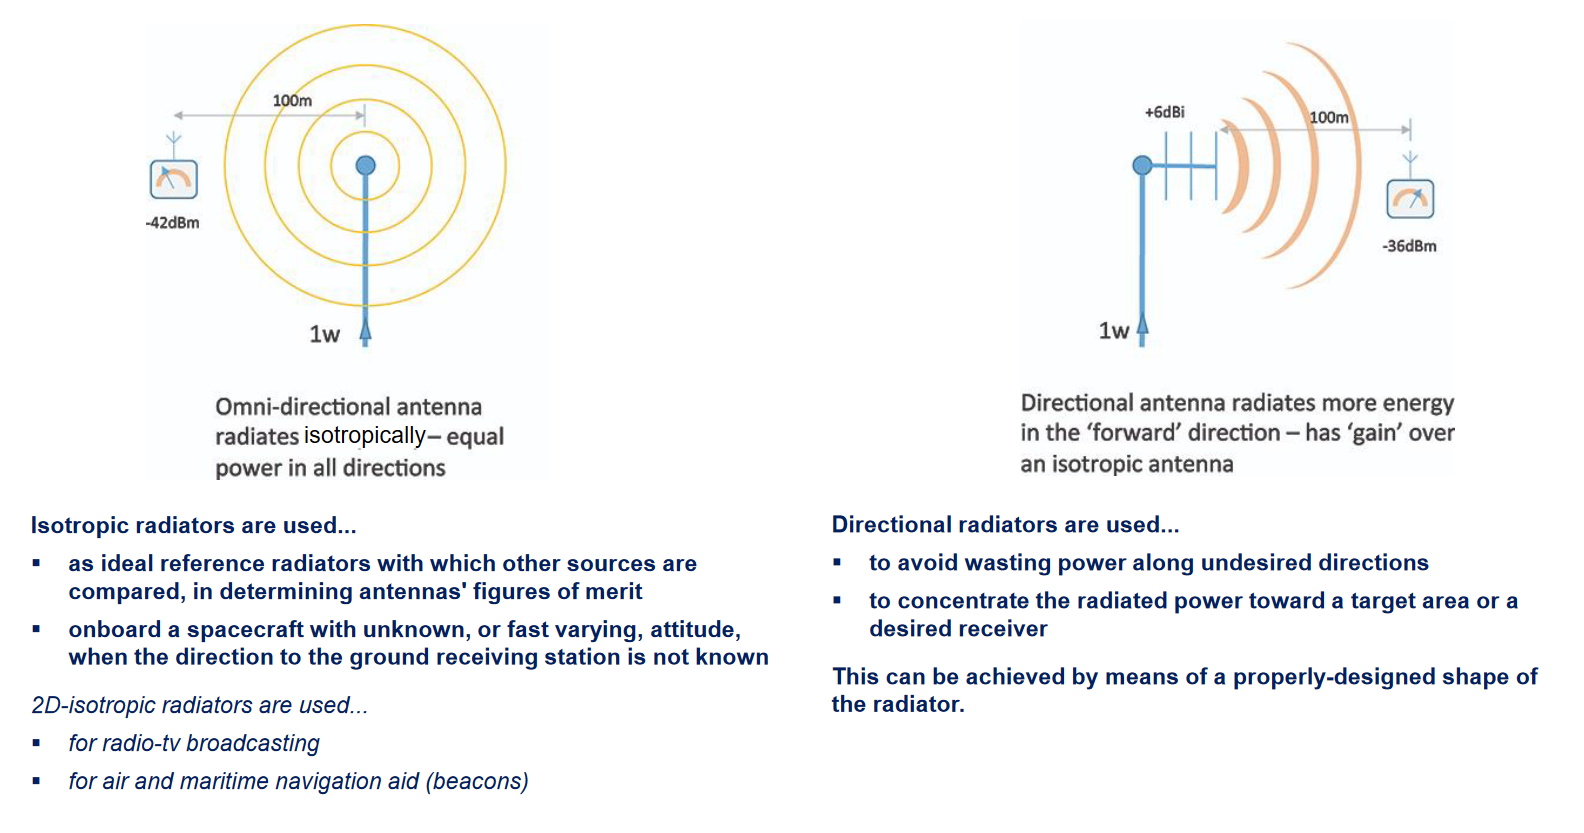 100m
-42dBm
1w
Omni-directional antenna
radiates isotropically – equal
power in all directions
Isotropic radiators are used...
▪ as ideal reference radiators with which other sources are
compared, in determining antennas' figures of merit
▪ onboard a spacecraft with unknown, or fast varying, attitude,
when the direction to the ground receiving station is not known
2D-isotropic radiators are used...
▪ for radio-tv broadcasting
▪ for air and maritime navigation aid (beacons)
+6dBi
100m
-36dBm
1w
Directional antenna radiates more energy
in the ‘forward’ direction – has ‘gain’ over
an isotropic antenna
Directional radiators are used...
▪ to avoid wasting power along undesired directions
▪ to concentrate the radiated power toward a target area or a
desired receiver
This can be achieved by means of a properly-designed shape of
the radiator.